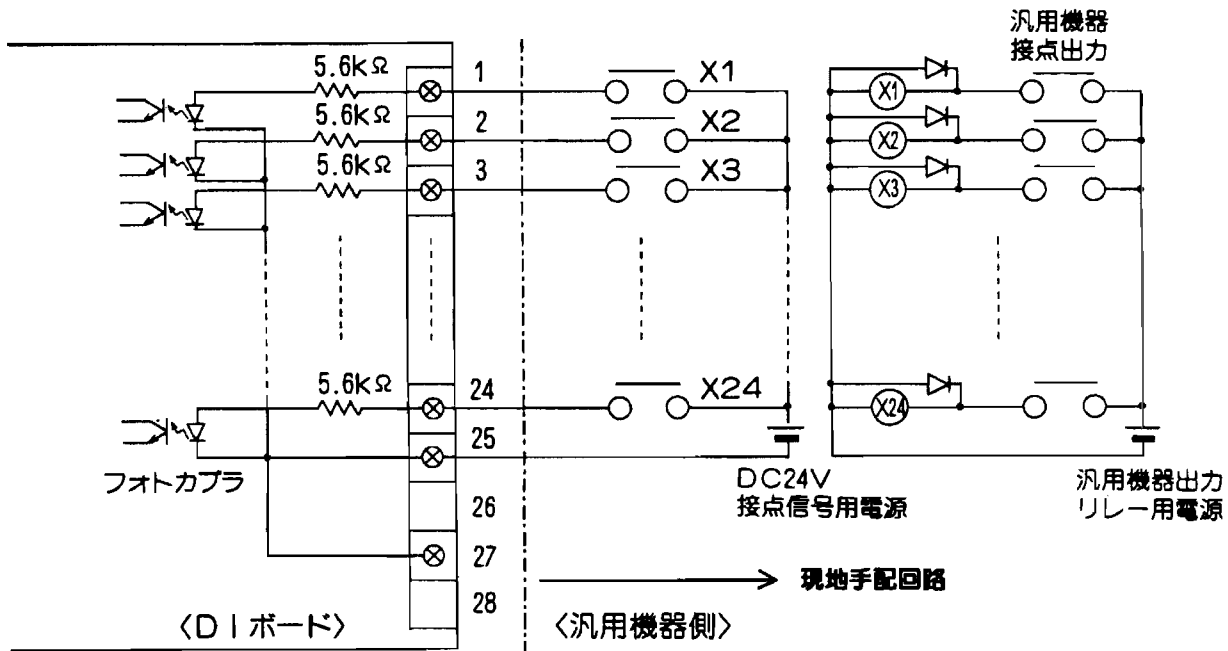 汎用機器
接点出力
5.6kΩ
1
X1
X1
5.6kΩ
2
X2
X2
5.6kΩ
3
X3
X3
5.6kΩ
24
X24
X24
25
フォトカプラ
DC24V
接点信号用電源
汎用機器出力
リレー用電源
26
27
現地手配回路
28
〈DIボード〉
〈汎用機器側〉